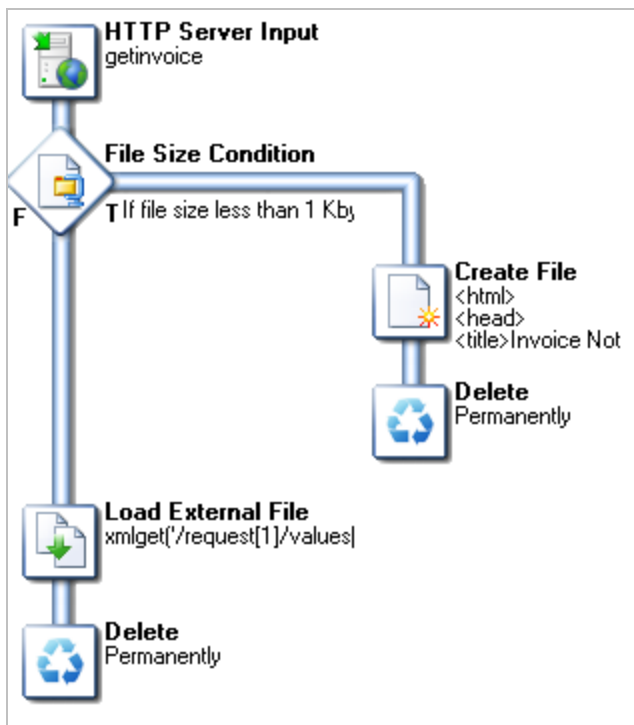 HTTP Server Input
getinvoice
File Size Condition
F
T If file size less than 1 Kby
Create File
<html>
<head>
<title>Invoice Not
Delete
Permanently
Load External File
xmlget('/request[1]/values[
Delete
Permanently